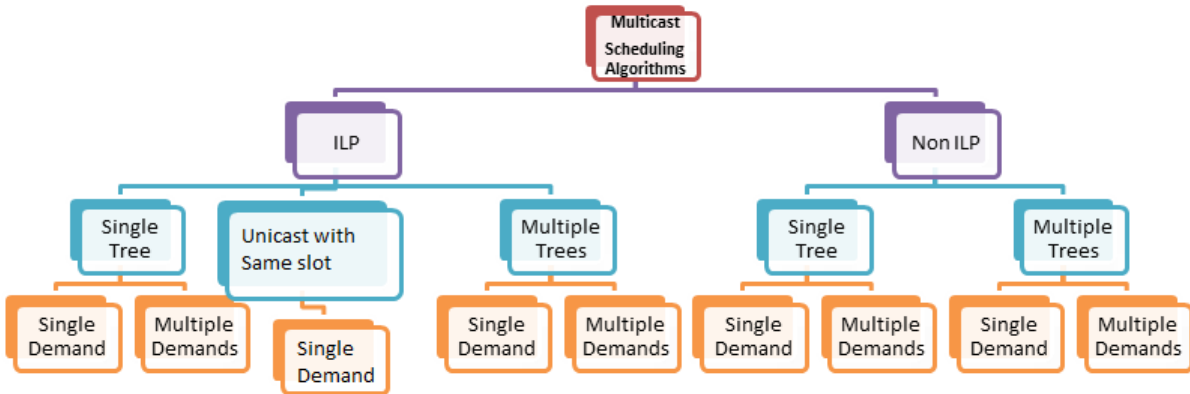 Multicast
Scheduling
Algorithms
ILP
Non ILP
Single
Tree
Unicast with
Same slot
Multiple
Trees
Single
Tree
Multiple
Trees
Single
Demand
Multiple
Demands
Single
Demand
Single
Demand
Multiple
Demands
Single
Demand
Multiple
Demands
Single
Demand
Multiple
Demands